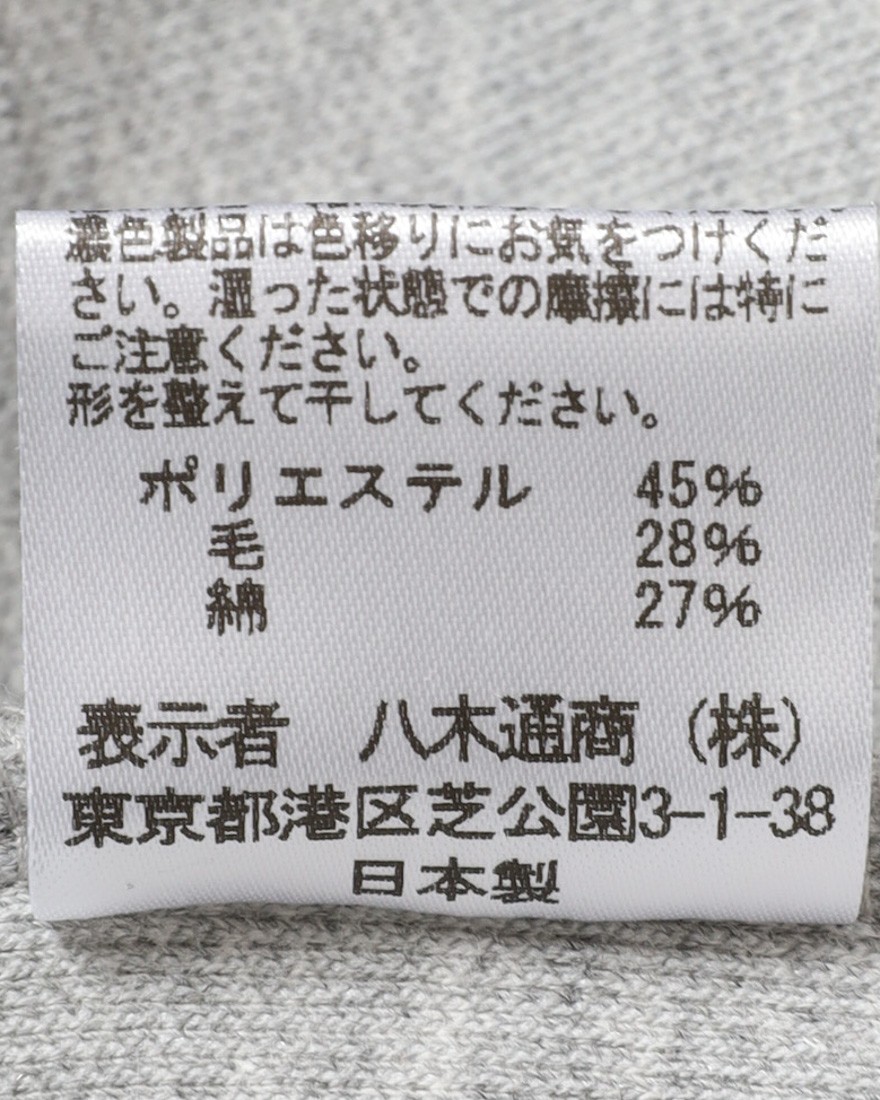 濃色製品は色移りにお気をつけくだ
さい。湿った状態での摩擦には特に
ご注意ください。
形を整えて干してください。
ポリエステル 45%
毛 28%
綿 27%
表示者 八木通商(株)
東京都港区芝公園3-1-38
日本製